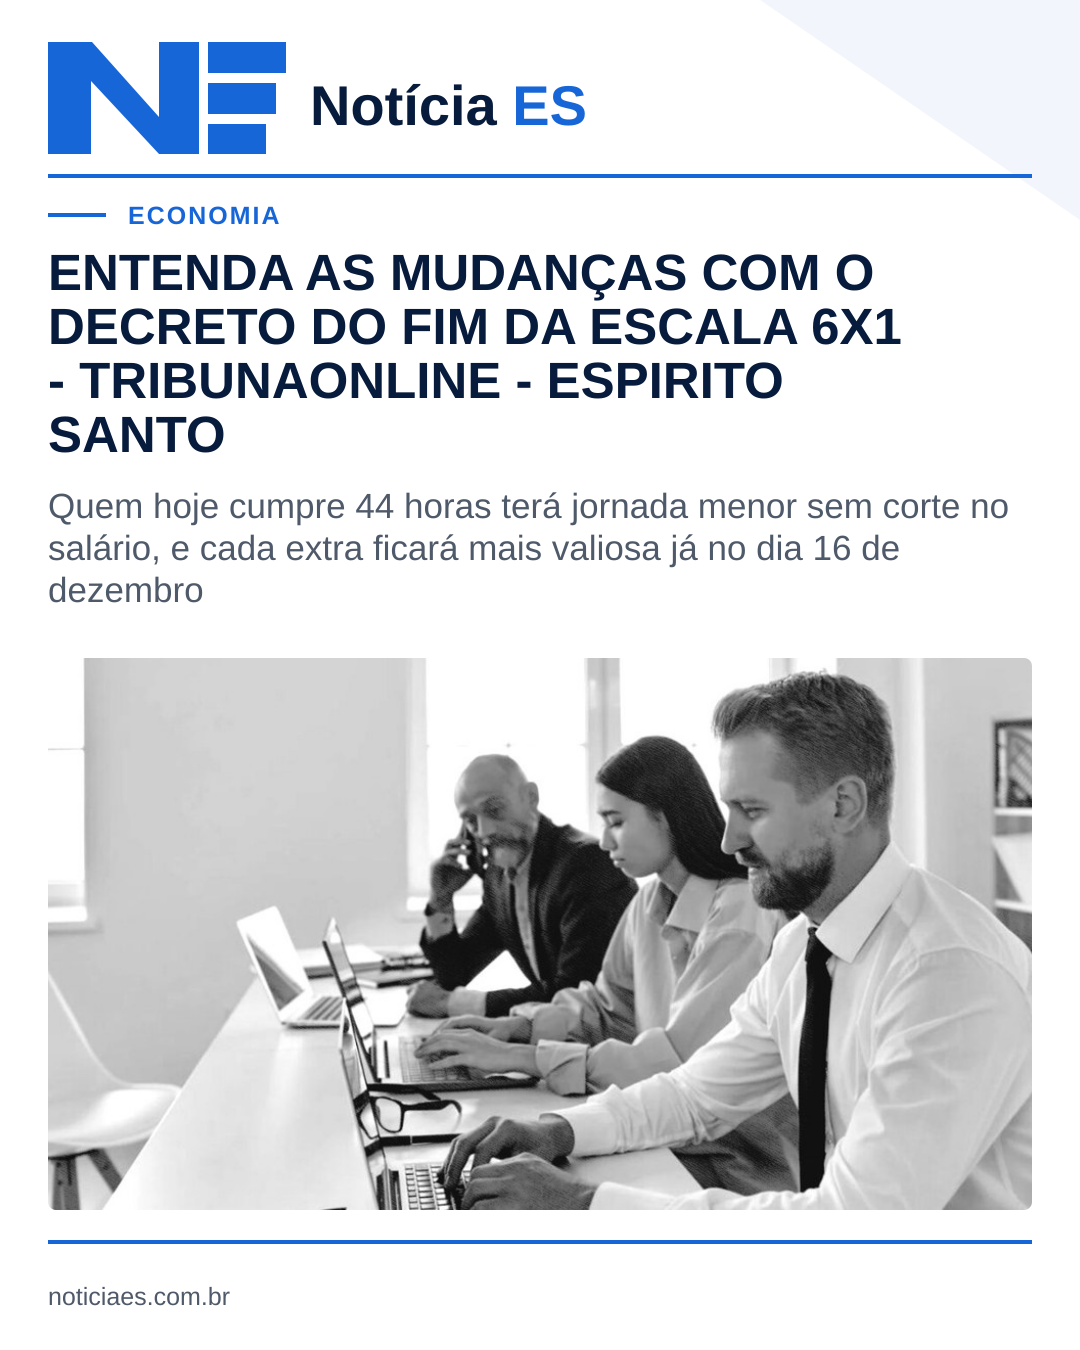 NE
Notícia ES
ECONOMIA
ENTENDA AS MUDANÇAS COM O
DECRETO DO FIM DA ESCALA 6X1
- TRIBUNAONLINE - ESPIRITO
SANTO
Quem hoje cumpre 44 horas terá jornada menor sem corte no
salário, e cada extra ficará mais valiosa já no dia 16 de
dezembro
noticiaes.com.br